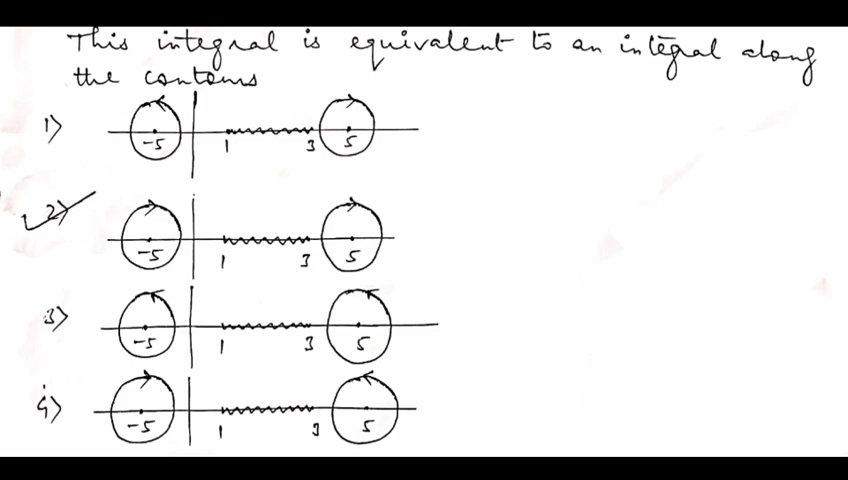 This integral is equivalent to an integral along
the contours
1)
-5 1 3 5
2)
-5 1 3 5
3)
-5 1 3 5
4)
-5 1 3 5